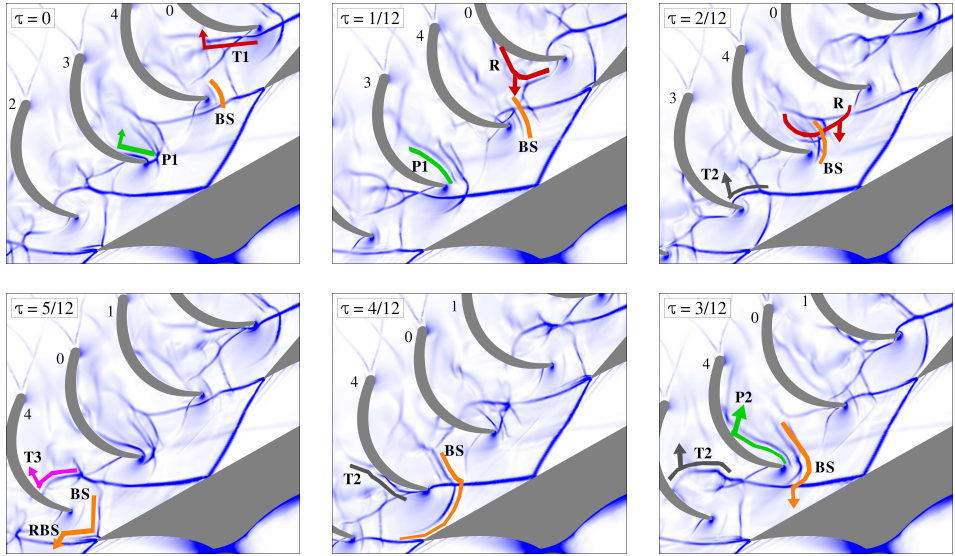 τ = 0
0
4
T1
3
BS
2
P1
τ = 1/12
0
4
R
3
BS
P1
τ = 2/12
0
4
R
3
BS
T2
τ = 5/12
1
0
4
T3
BS
RBS
τ = 4/12
1
0
4
BS
T2
τ = 3/12
1
0
4
P2
T2
BS